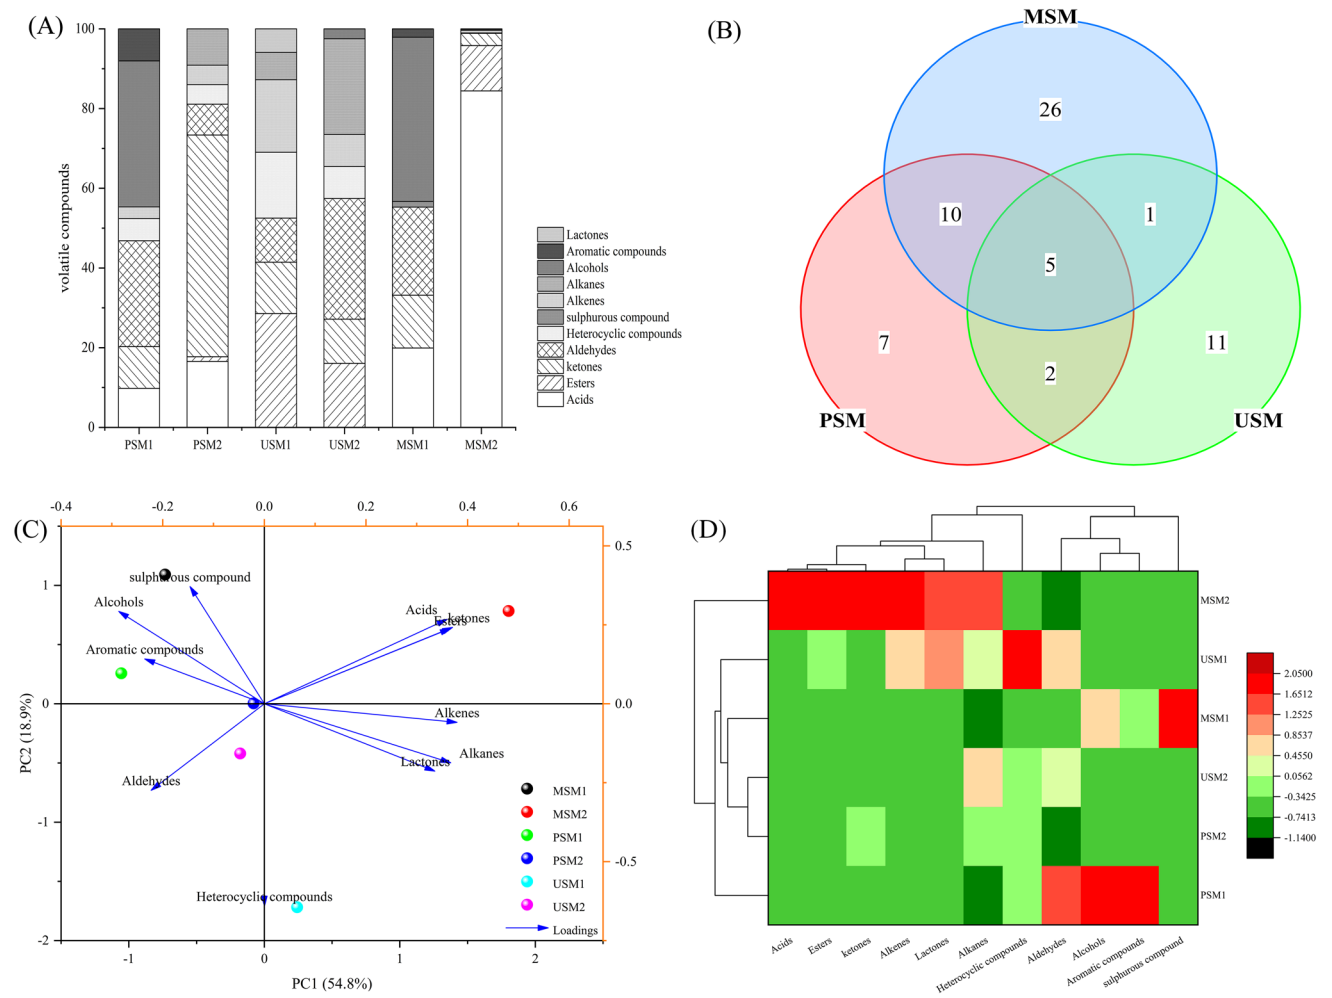 (A)
100
80
60
40
20
0
volatile compounds
PSM1 PSM2 USM1 USM2 MSM1 MSM2
Lactones
Aromatic compounds
Alcohols
Alkanes
Alkenes
sulphurous compound
Heterocyclic compounds
Aldehydes
ketones
Esters
Acids
(B)
MSM
26
10
1
5
7
11
2
PSM
USM
(C)
-0.4 -0.2 0.0 0.2 0.4 0.6
0.5
0.0
-0.5
1
0
-1
-2
PC2 (18.9%)
sulphurous compound
Alcohols
Aromatic compounds
Acids
ketones
Esters
Alkenes
Alkanes
Lactones
Aldehydes
Heterocyclic compounds
MSM1
MSM2
PSM1
PSM2
USM1
USM2
Loadings
-1 0 1 2
PC1 (54.8%)
(D)
MSM2
USM1
MSM1
USM2
PSM2
PSM1
Acids Esters ketones Alkenes Lactones Alkanes Heterocyclic compounds Aldehydes Alcohols Aromatic compounds sulphurous compound
2.0500
1.6512
1.2525
0.8537
0.4550
0.0562
-0.3425
-0.7413
-1.1400